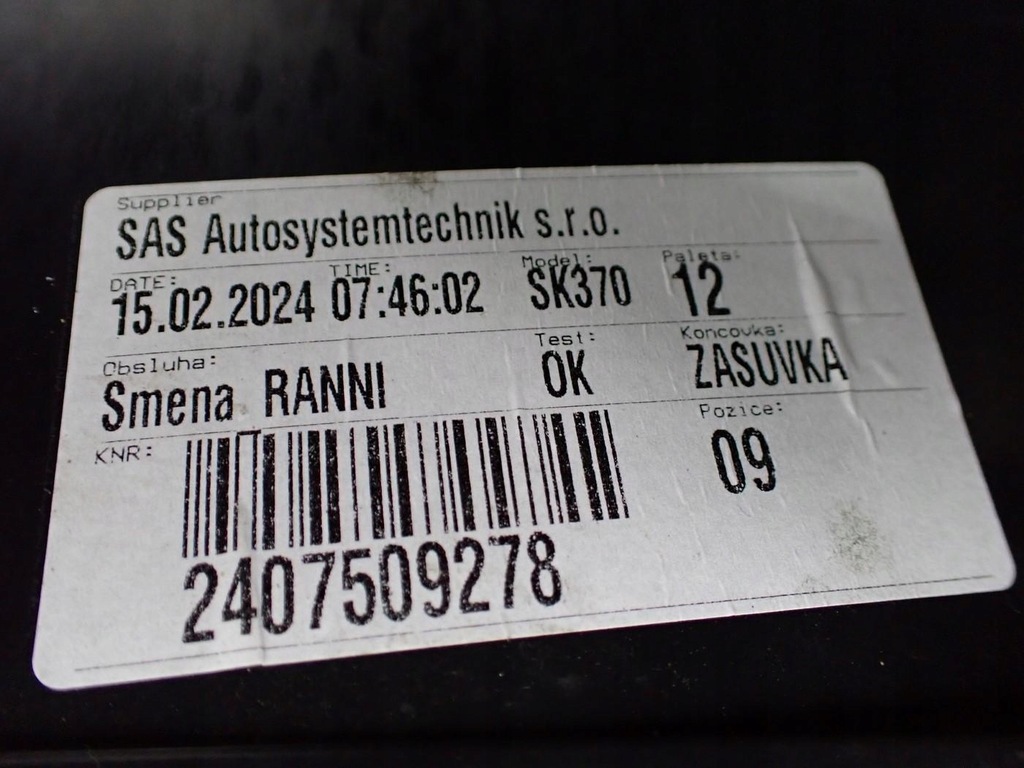 Supplier
SAS Autosystemtechnik s.r.o.
DATE: TIME: Model: Paleta:
15.02.2024 07:46:02 SK370 12
Obsluha: Test: Koncovka:
Smena RANNI OK ZASUVKA
KNR: Pozice:
09
2407509278